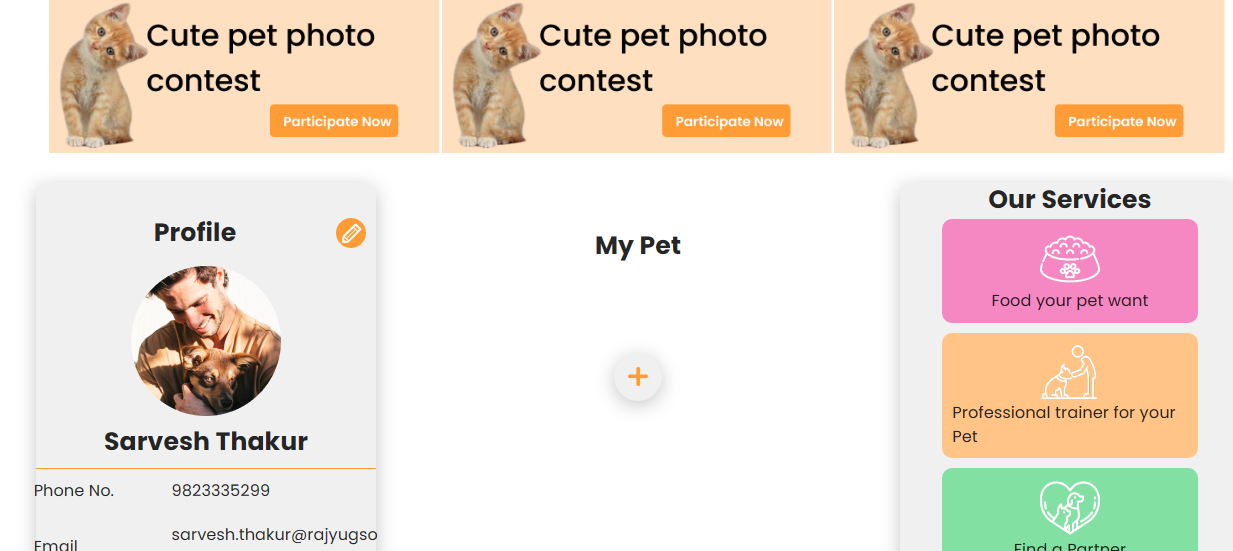 Cute pet photo
contest
Participate Now
Cute pet photo
contest
Participate Now
Cute pet photo
contest
Participate Now
Profile
Sarvesh Thakur
Phone No. 9823335299
Email sarvesh.thakur@rajyugso
My Pet
Our Services
Food your pet want
Professional trainer for your
Pet
Find a Partner